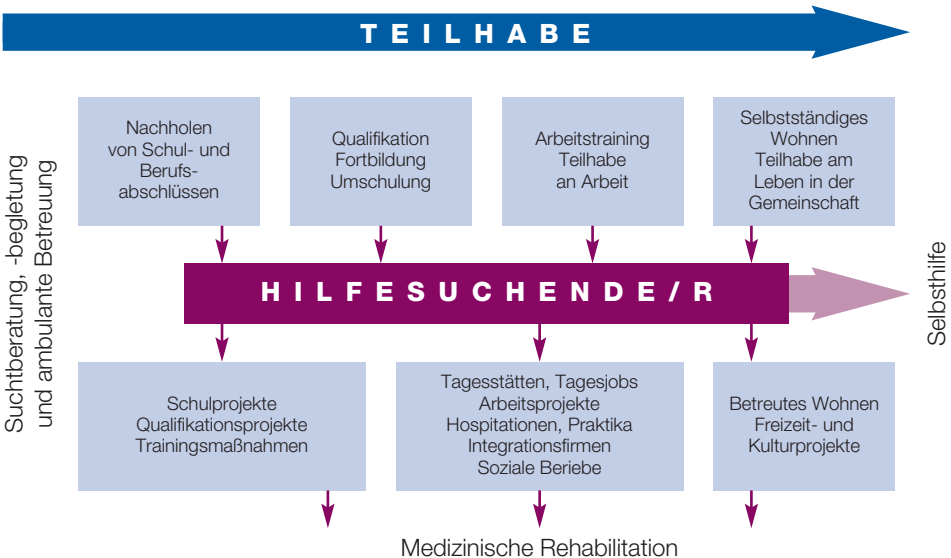 TEILHABE
Suchtberatung, -begletung
und ambulante Betreuung
Nachholen
von Schul- und
Berufs-
abschlüssen
Qualifikation
Fortbildung
Umschulung
Arbeitstraining
Teilhabe
an Arbeit
Selbstständiges
Wohnen
Teilhabe am
Leben in der
Gemeinschaft
HILFESUCHENDE/R
Selbsthilfe
Schulprojekte
Qualifikationsprojekte
Trainingsmaßnahmen
Tagesstätten, Tagesjobs
Arbeitsprojekte
Hospitationen, Praktika
Integrationsfirmen
Soziale Beriebe
Betreutes Wohnen
Freizeit- und
Kulturprojekte
Medizinische Rehabilitation